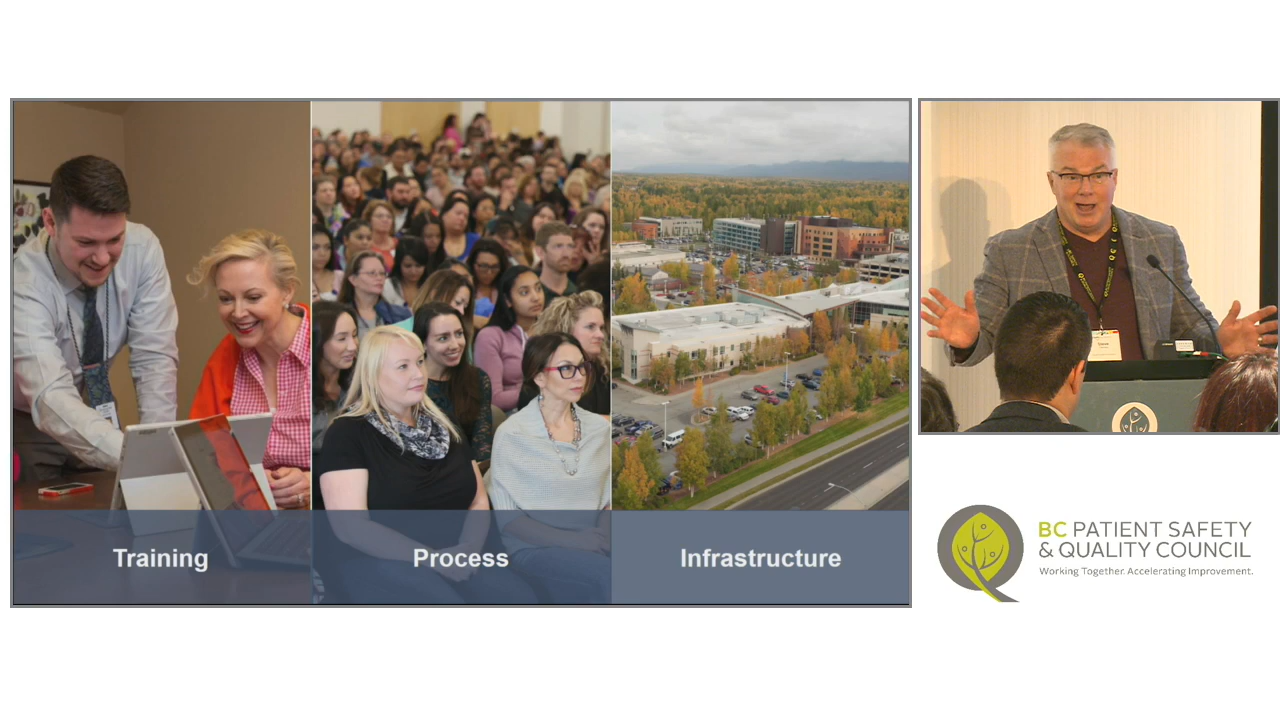 Training
Process
Infrastructure
BC PATIENT SAFETY
& QUALITY COUNCIL
Working Together. Accelerating Improvement.